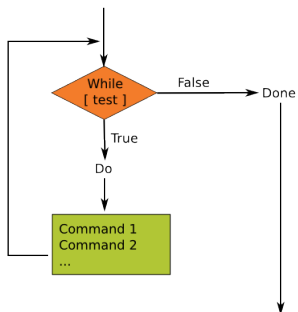 While
[ test ]
False
Done
True
Do
Command 1
Command 2
...